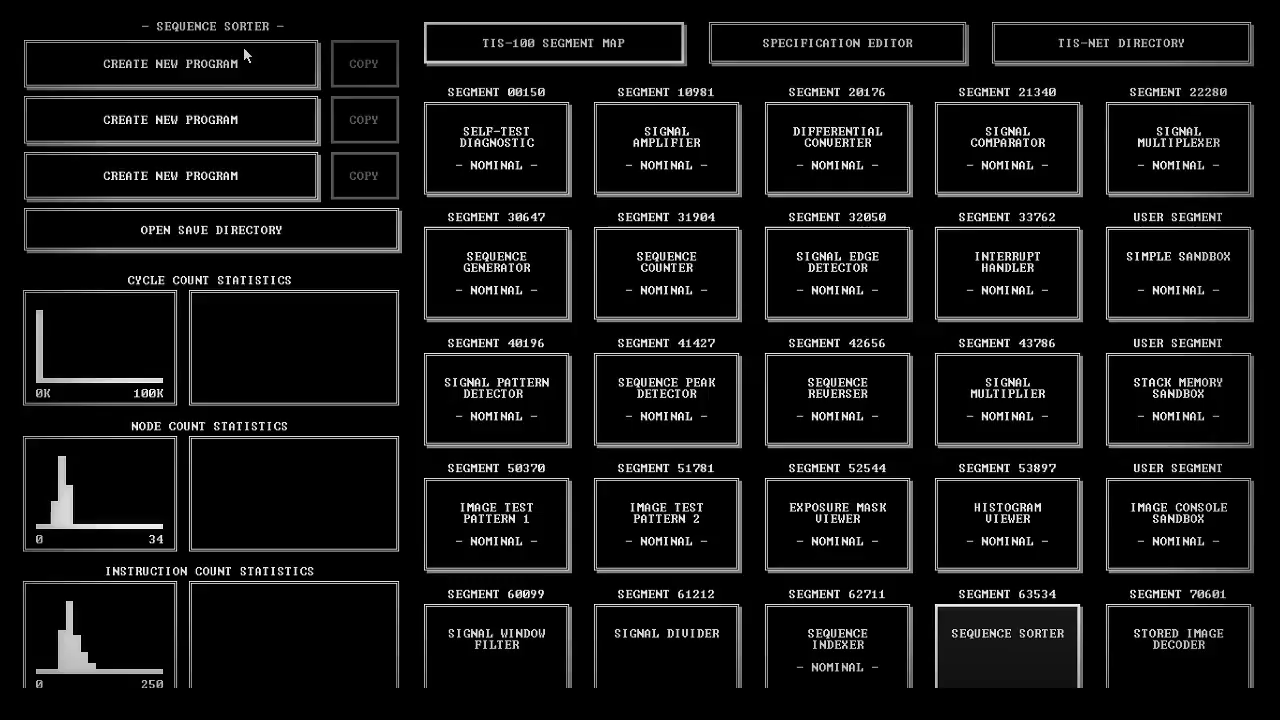 — SEQUENCE SORTER —
CREATE NEW PROGRAM
COPY
CREATE NEW PROGRAM
COPY
CREATE NEW PROGRAM
COPY
OPEN SAVE DIRECTORY
CYCLE COUNT STATISTICS
0K 100K
NODE COUNT STATISTICS
0 34
INSTRUCTION COUNT STATISTICS
0 250
TIS-100 SEGMENT MAP
SPECIFICATION EDITOR
TIS-NET DIRECTORY
SEGMENT 00150
SELF-TEST
DIAGNOSTIC
— NOMINAL —
SEGMENT 10981
SIGNAL
AMPLIFIER
— NOMINAL —
SEGMENT 20176
DIFFERENTIAL
CONVERTER
— NOMINAL —
SEGMENT 21340
SIGNAL
COMPARATOR
— NOMINAL —
SEGMENT 22280
SIGNAL
MULTIPLEXER
— NOMINAL —
SEGMENT 30647
SEQUENCE
GENERATOR
— NOMINAL —
SEGMENT 31904
SEQUENCE
COUNTER
— NOMINAL —
SEGMENT 32050
SIGNAL EDGE
DETECTOR
— NOMINAL —
SEGMENT 33762
INTERRUPT
HANDLER
— NOMINAL —
USER SEGMENT
SIMPLE SANDBOX
— NOMINAL —
SEGMENT 40196
SIGNAL PATTERN
DETECTOR
— NOMINAL —
SEGMENT 41427
SEQUENCE PEAK
DETECTOR
— NOMINAL —
SEGMENT 42656
SEQUENCE
REVERSER
— NOMINAL —
SEGMENT 43786
SIGNAL
MULTIPLIER
— NOMINAL —
USER SEGMENT
STACK MEMORY
SANDBOX
— NOMINAL —
SEGMENT 50370
IMAGE TEST
PATTERN 1
— NOMINAL —
SEGMENT 51781
IMAGE TEST
PATTERN 2
— NOMINAL —
SEGMENT 52544
EXPOSURE MASK
VIEWER
— NOMINAL —
SEGMENT 53897
HISTOGRAM
VIEWER
— NOMINAL —
USER SEGMENT
IMAGE CONSOLE
SANDBOX
— NOMINAL —
SEGMENT 60099
SIGNAL WINDOW
FILTER
SEGMENT 61212
SIGNAL DIVIDER
SEGMENT 62711
SEQUENCE
INDEXER
— NOMINAL —
SEGMENT 63534
SEQUENCE SORTER
SEGMENT 70601
STORED IMAGE
DECODER